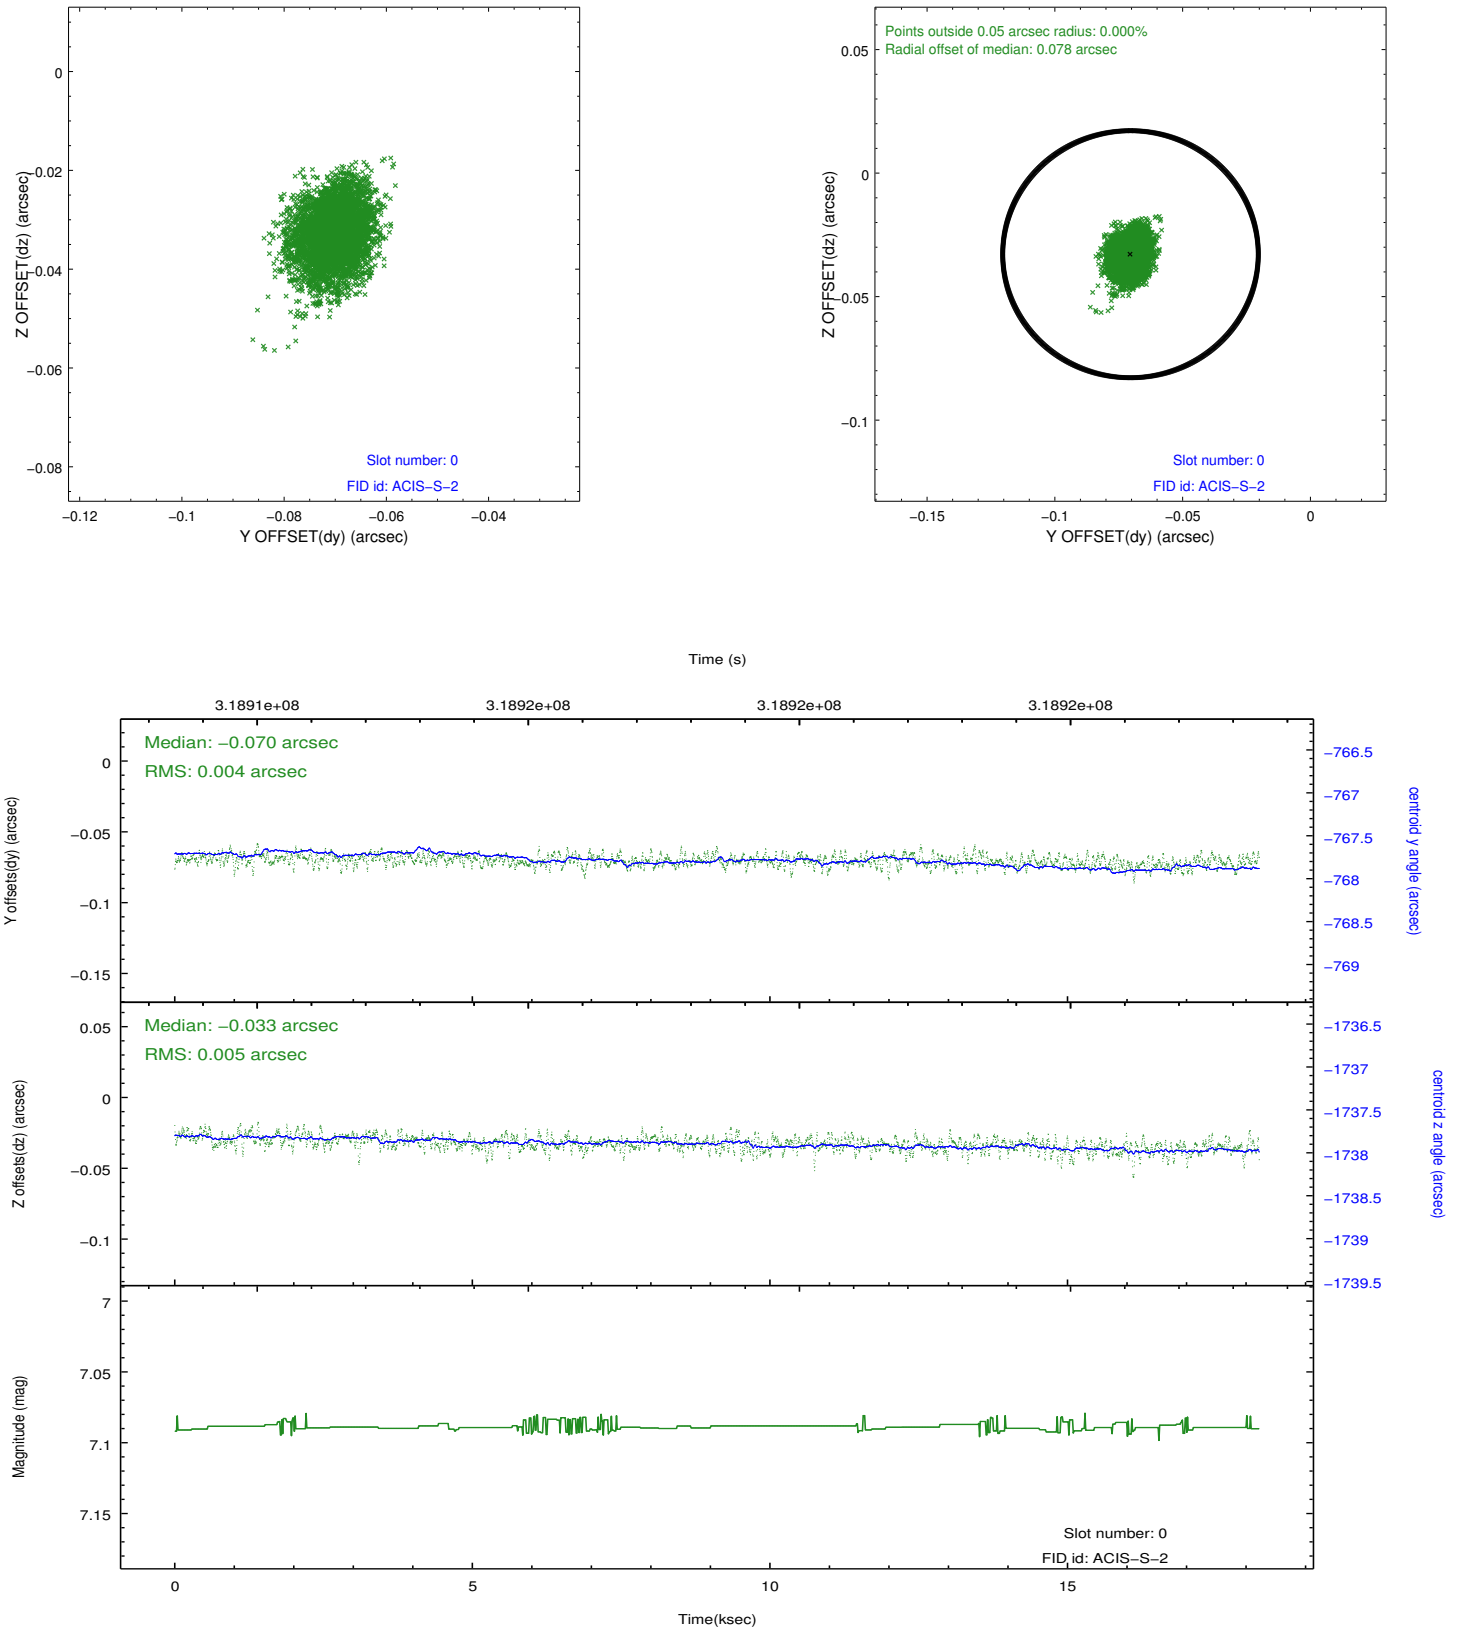 0
−0.02
−0.04
−0.06
−0.08
Z OFFSET(dz) (arcsec)
Slot number: 0
FID id: ACIS−S−2
−0.12
−0.1
−0.08
−0.06
−0.04
Y OFFSET(dy) (arcsec)
Points outside 0.05 arcsec radius: 0.000%
Radial offset of median: 0.078 arcsec
0.05
0
−0.05
−0.1
Z OFFSET(dz) (arcsec)
Slot number: 0
FID id: ACIS−S−2
−0.15
−0.1
−0.05
0
Y OFFSET(dy) (arcsec)
Time (s)
3.1891e+08
3.1892e+08
3.1892e+08
3.1892e+08
Median: −0.070 arcsec
RMS: 0.004 arcsec
0
−0.05
−0.1
−0.15
Y offsets(dy) (arcsec)
−766.5
−767
−767.5
−768
−768.5
−769
centroid y angle (arcsec)
Median: −0.033 arcsec
RMS: 0.005 arcsec
0.05
0
−0.05
−0.1
Z offsets(dz) (arcsec)
−1736.5
−1737
−1737.5
−1738
−1738.5
−1739
−1739.5
centroid z angle (arcsec)
7
7.05
7.1
7.15
Magnitude (mag)
Slot number: 0
FID id: ACIS−S−2
0
5
10
15
Time(ksec)